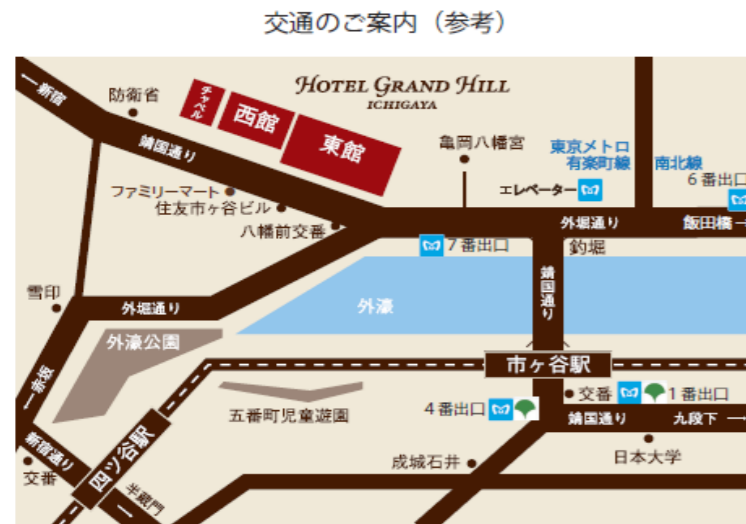 交通のご案内（参考）
HOTEL GRAND HILL
ICHIGAYA
←新宿
防衛省
チャペル
西館
東館
靖国通り
亀岡八幡宮
東京メトロ
有楽町線
南北線
6番出口
エレベーター
ファミリーマート
住友市ヶ谷ビル
八幡前交番
外堀通り
飯田橋→
7番出口
釣堀
靖国通り
雪印
外堀通り
外濠
外濠公園
市ヶ谷駅
←赤坂
五番町児童遊園
4番出口
交番
1番出口
靖国通り
九段下→
新宿通り
四ツ谷駅
成城石井
日本大学
交番
半蔵門→